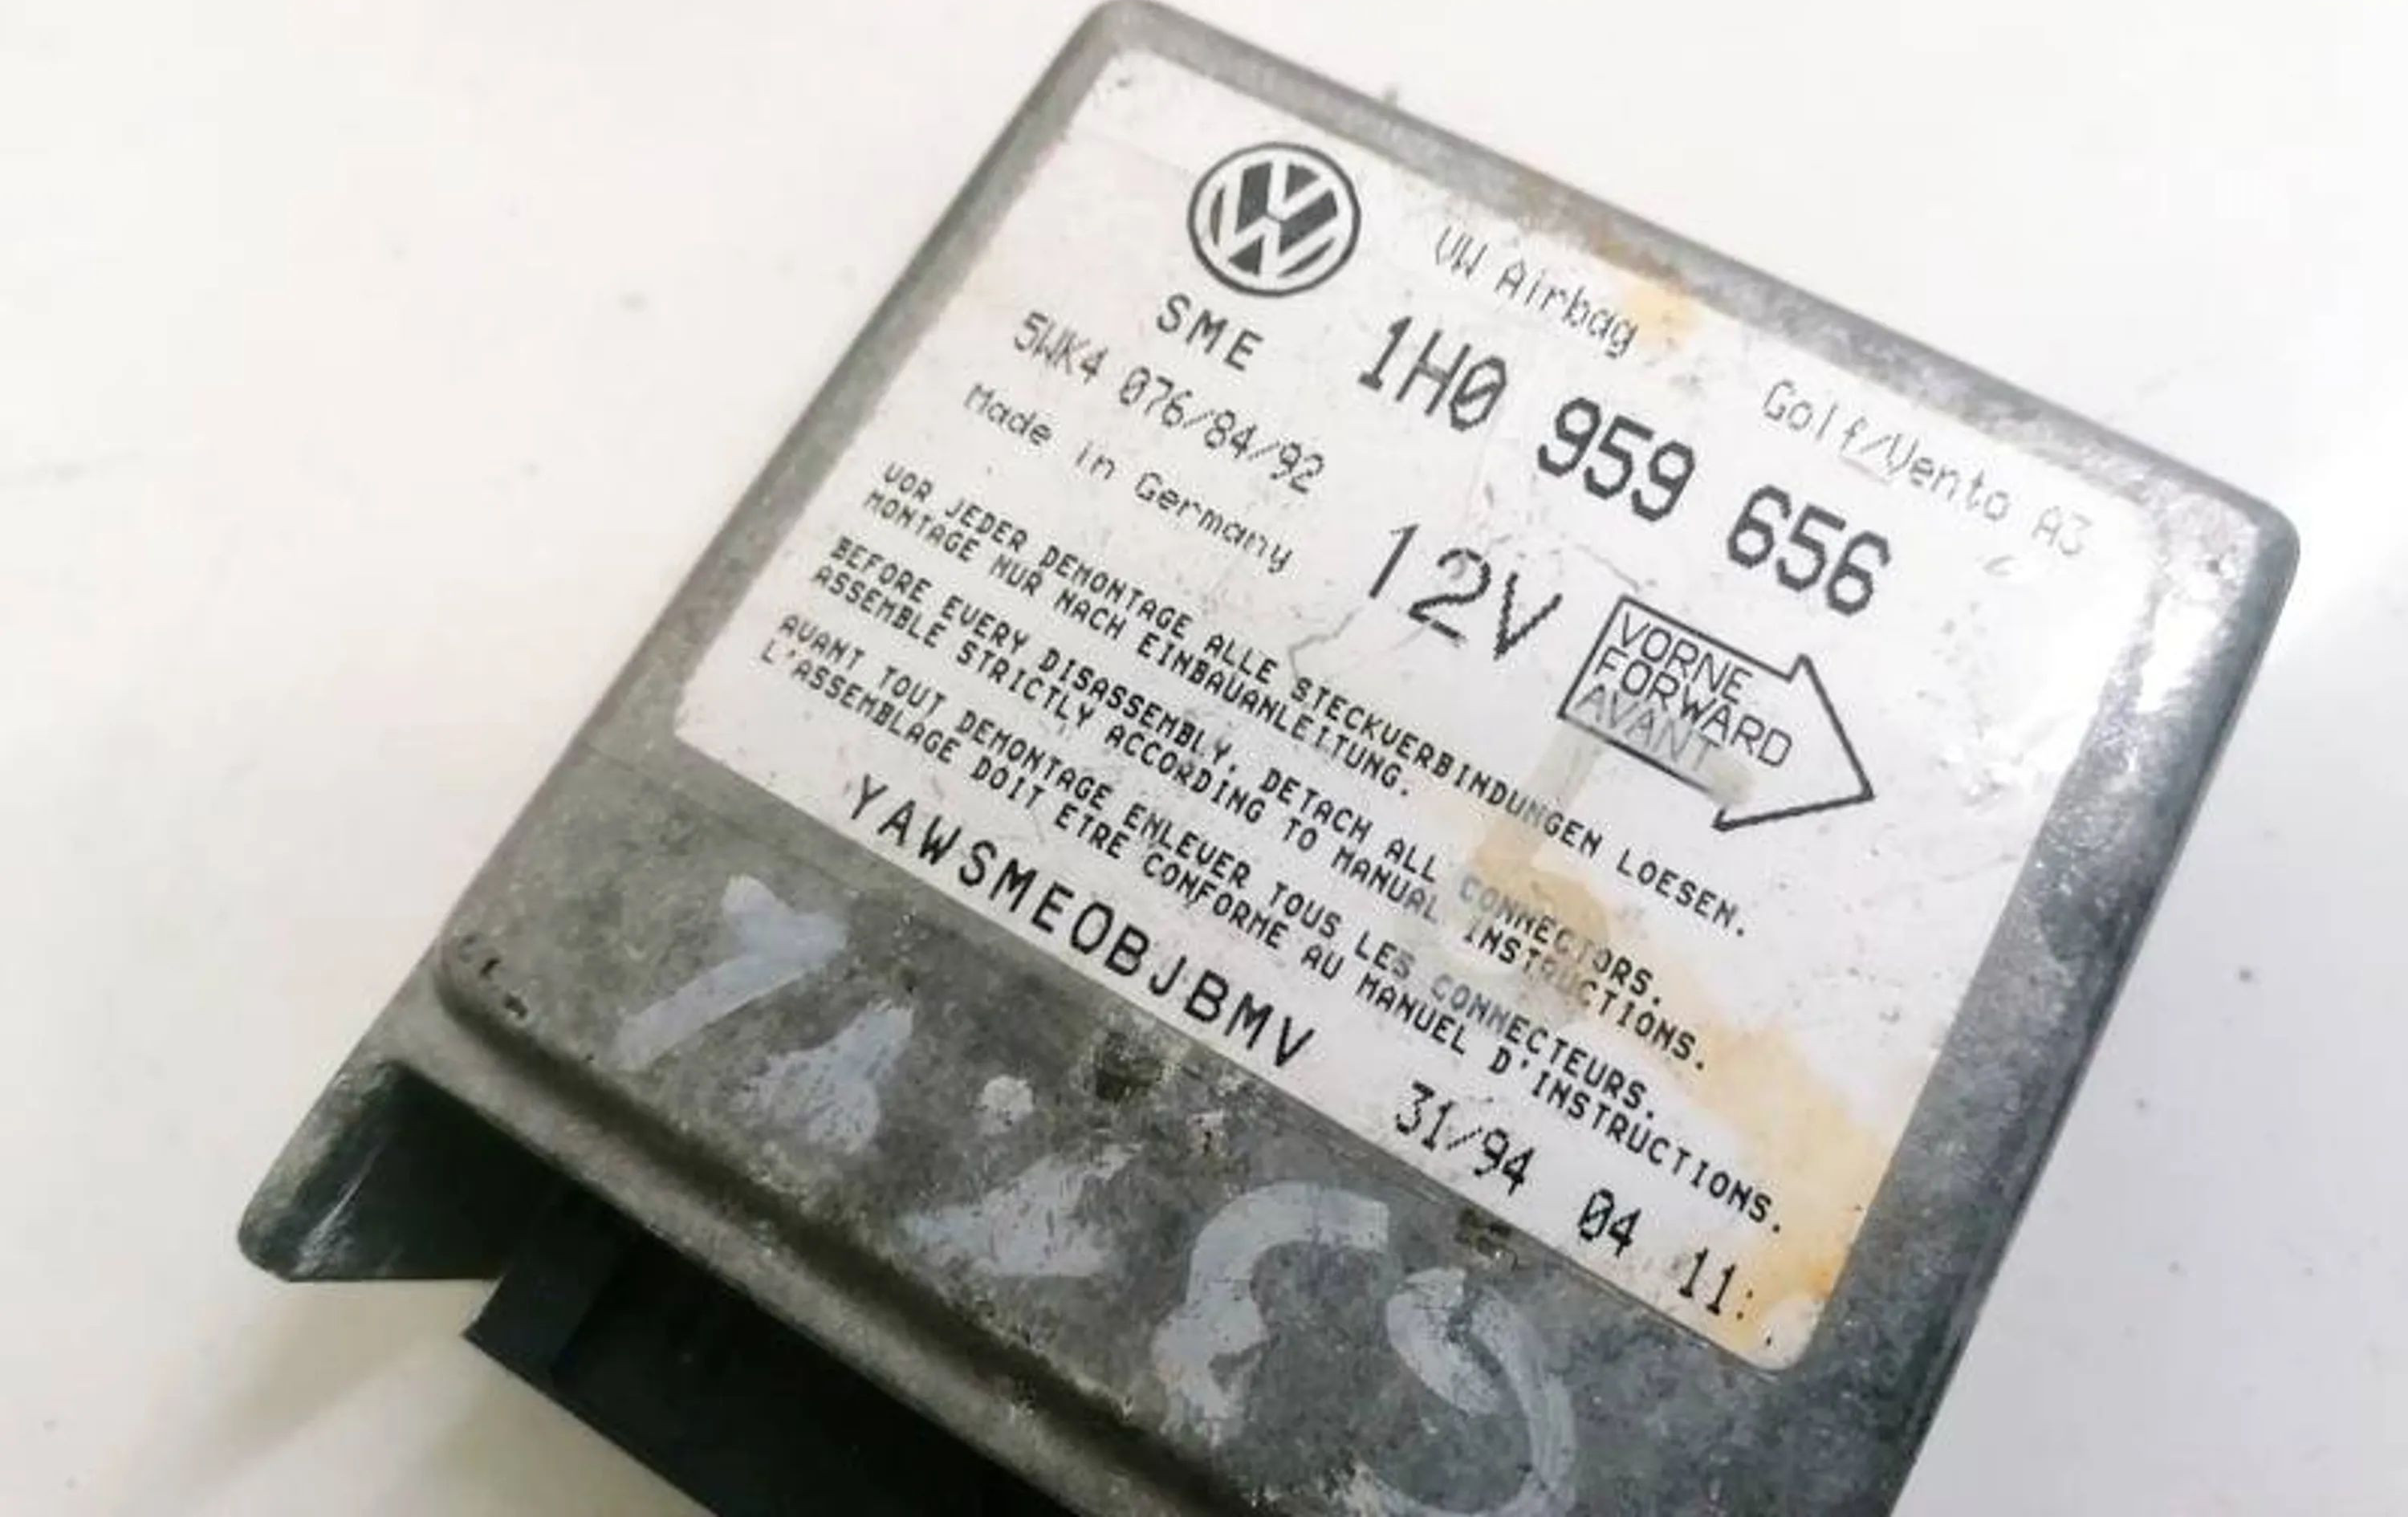 VW Airbag Golf/Vento A3
SME 1H0 959 656
5WK4 076/84/92
Made in Germany
12V
VORNE
FORWARD
AVANT
VOR JEDER DEMONTAGE ALLE STECKVERBINDUNGEN LOESEN.
MONTAGE NUR NACH EINBAUANLEITUNG.
BEFORE EVERY DISASSEMBLY, DETACH ALL CONNECTORS.
ASSEMBLE STRICTLY ACCORDING TO MANUAL INSTRUCTIONS.
AVANT TOUT DEMONTAGE ENLEVER TOUS LES CONNECTEURS.
L'ASSEMBLAGE DOIT ETRE CONFORME AU MANUEL D'INSTRUCTIONS.
YAWSMEOBJBMV 31/94 04 11: